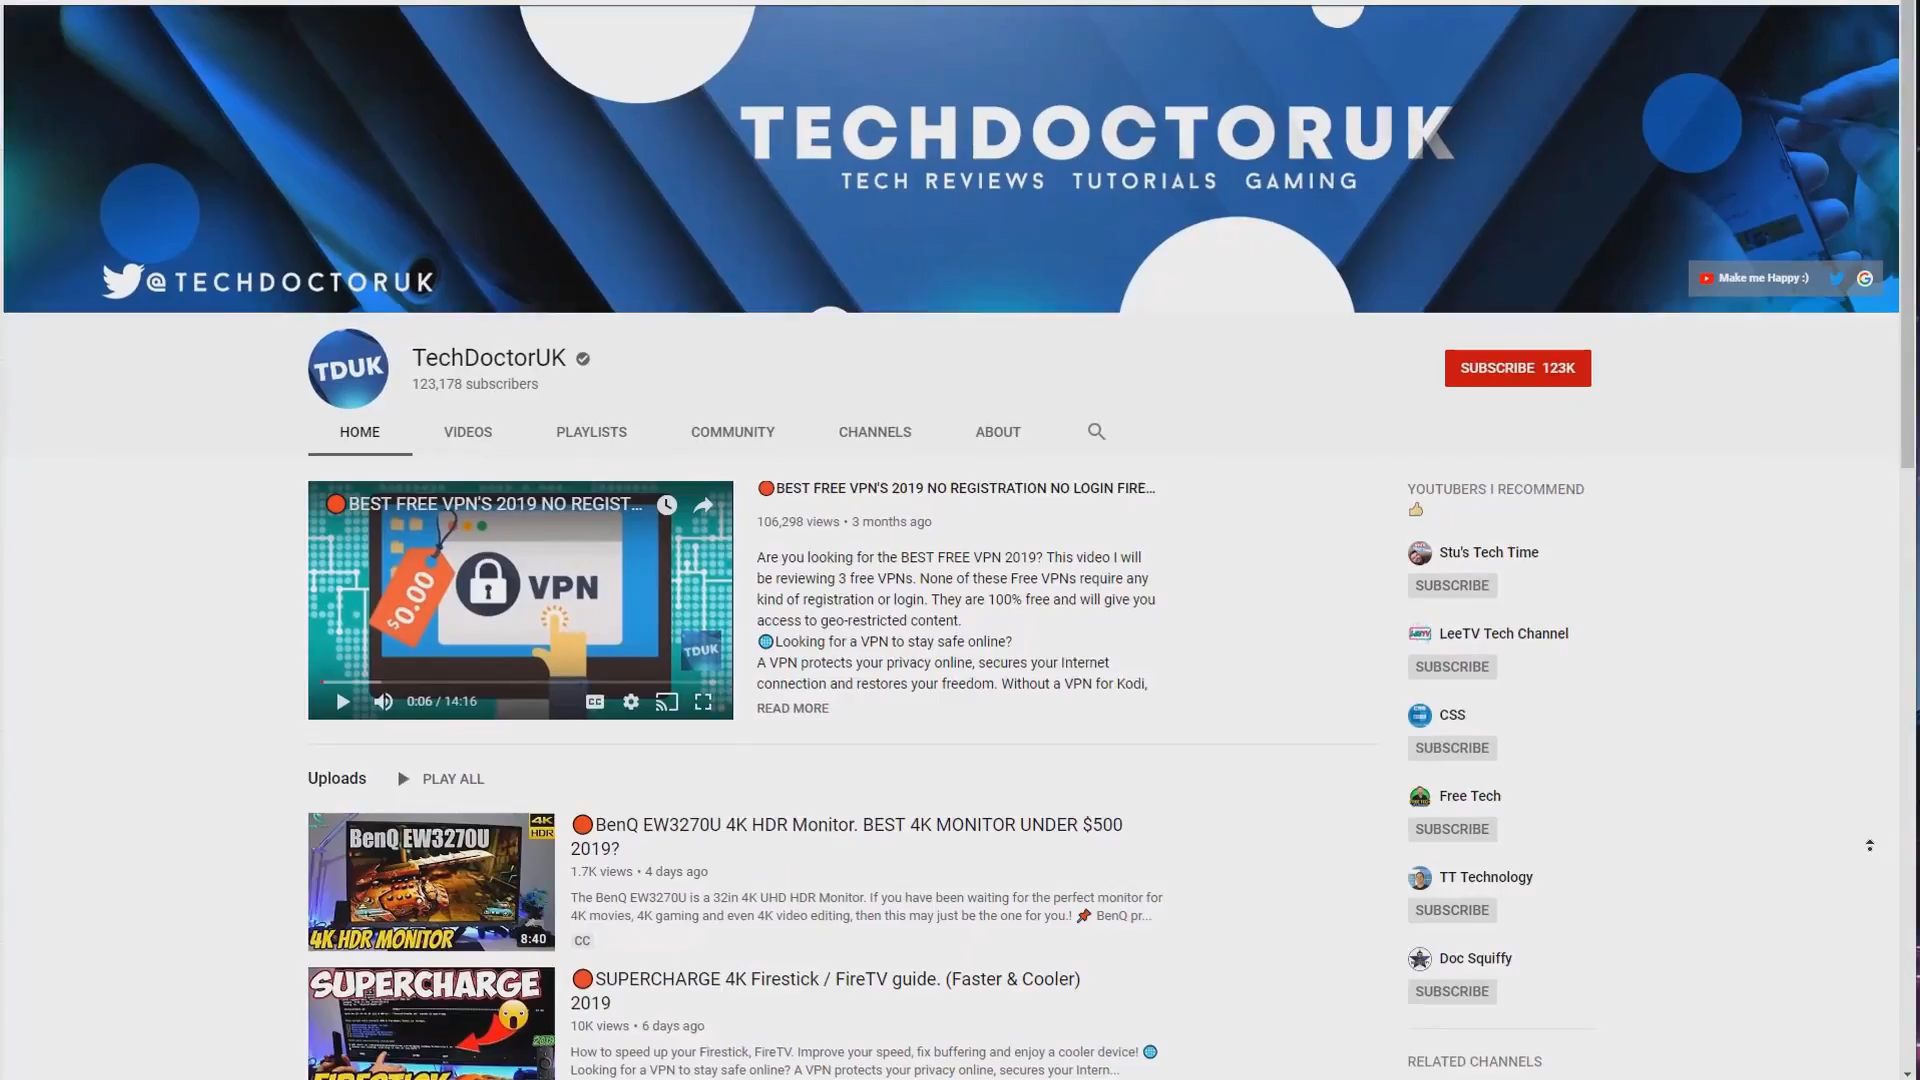 TECHDOCTORUK
TECH REVIEWS TUTORIALS GAMING
@TECHDOCTORUK
Make me Happy :)
TDUK
TechDoctorUK
123,178 subscribers
SUBSCRIBE 123K
HOME
VIDEOS
PLAYLISTS
COMMUNITY
CHANNELS
ABOUT
BEST FREE VPN'S 2019 NO REGIST...
$0.00
VPN
TDUK
0:06 / 14:16
CC
BEST FREE VPN'S 2019 NO REGISTRATION NO LOGIN FIRE...
106,298 views • 3 months ago
Are you looking for the BEST FREE VPN 2019? This video I will
be reviewing 3 free VPNs. None of these Free VPNs require any
kind of registration or login. They are 100% free and will give you
access to geo-restricted content.
Looking for a VPN to stay safe online?
A VPN protects your privacy online, secures your Internet
connection and restores your freedom. Without a VPN for Kodi,
READ MORE
YOUTUBERS I RECOMMEND
Stu's Tech Time
SUBSCRIBE
LeeTV Tech Channel
SUBSCRIBE
CSS
SUBSCRIBE
Free Tech
SUBSCRIBE
TT Technology
SUBSCRIBE
Doc Squiffy
SUBSCRIBE
RELATED CHANNELS
Uploads
PLAY ALL
BenQ EW3270U
4K
HDR
4K HDR MONITOR
8:40
BenQ EW3270U 4K HDR Monitor. BEST 4K MONITOR UNDER $500
2019?
1.7K views • 4 days ago
The BenQ EW3270U is a 32in 4K UHD HDR Monitor. If you have been waiting for the perfect monitor for
4K movies, 4K gaming and even 4K video editing, then this may just be the one for you.! BenQ pr...
CC
SUPERCHARGE
2019
FIRESTICK
SUPERCHARGE 4K Firestick / FireTV guide. (Faster & Cooler)
2019
10K views • 6 days ago
How to speed up your Firestick, FireTV. Improve your speed, fix buffering and enjoy a cooler device!
Looking for a VPN to stay safe online? A VPN protects your privacy online, secures your Intern...